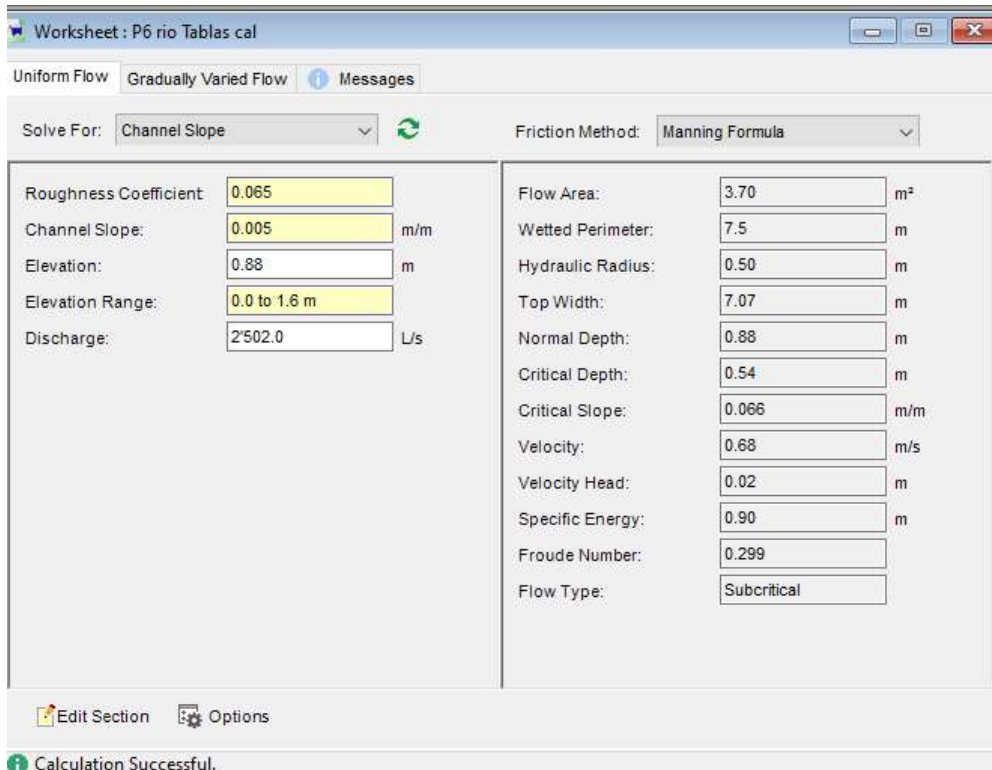 Worksheet : P6 rio Tablas cal
Uniform Flow Gradually Varied Flow Messages
Solve For: Channel Slope Friction Method: Manning Formula
Roughness Coefficient 0.065
Channel Slope: 0.005 m/m
Elevation: 0.88 m
Elevation Range: 0.0 to 1.6 m
Discharge: 2'502.0 L/s
Flow Area: 3.70 m²
Wetted Perimeter: 7.5 m
Hydraulic Radius: 0.50 m
Top Width: 7.07 m
Normal Depth: 0.88 m
Critical Depth: 0.54 m
Critical Slope: 0.066 m/m
Velocity: 0.68 m/s
Velocity Head: 0.02 m
Specific Energy: 0.90 m
Froude Number: 0.299
Flow Type: Subcritical
Edit Section Options
Calculation Successful.